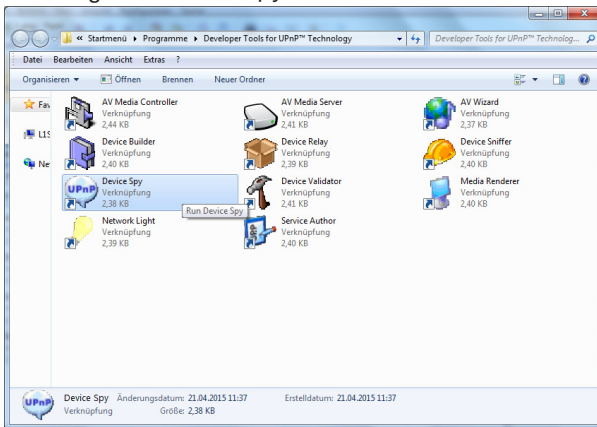 « Startmenü ▸ Programme ▸ Developer Tools for UPnP™ Technology
Developer Tools for UPnP™ Technolog...
Datei Bearbeiten Ansicht Extras ?
Organisieren Öffnen Brennen Neuer Ordner
Fav
L1S
Ne
AV Media Controller
Verknüpfung
2,44 KB
AV Media Server
Verknüpfung
2,41 KB
AV Wizard
Verknüpfung
2,37 KB
Device Builder
Verknüpfung
2,40 KB
Device Relay
Verknüpfung
2,39 KB
Device Sniffer
Verknüpfung
2,40 KB
UPnP
Device Spy
Verknüpfung
2,38 KB
Device Validator
Verknüpfung
2,41 KB
Media Renderer
Verknüpfung
2,40 KB
Run Device Spy
Network Light
Verknüpfung
2,39 KB
Service Author
Verknüpfung
2,40 KB
UPnP
Device Spy Änderungsdatum: 21.04.2015 11:37 Erstelldatum: 21.04.2015 11:37
Verknüpfung Größe: 2,38 KB